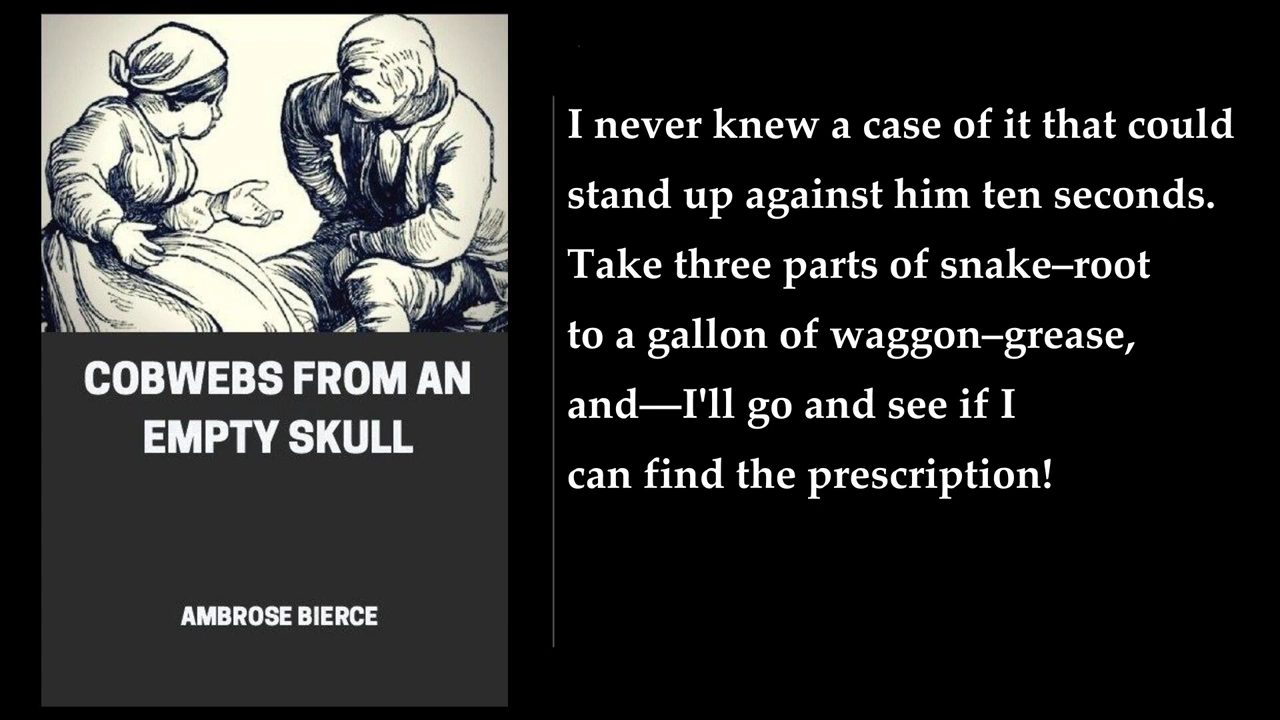 COBWEBS FROM AN
EMPTY SKULL
AMBROSE BIERCE
I never knew a case of it that could
stand up against him ten seconds.
Take three parts of snake–root
to a gallon of waggon–grease,
and—I'll go and see if I
can find the prescription!